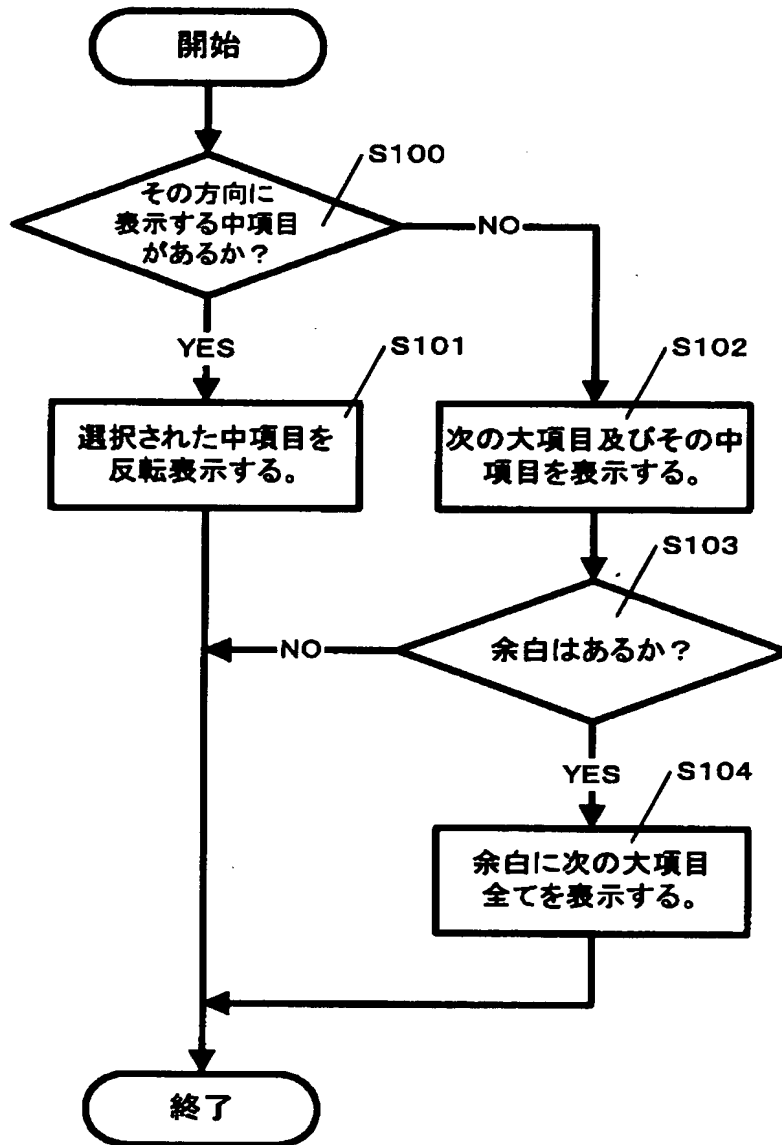 開始
S100
その方向に
表示する中項目
があるか？
NO
YES
S101
S102
選択された中項目を
反転表示する。
次の大項目及びその中
項目を表示する。
S103
余白はあるか？
NO
YES
S104
余白に次の大項目
全てを表示する。
終了